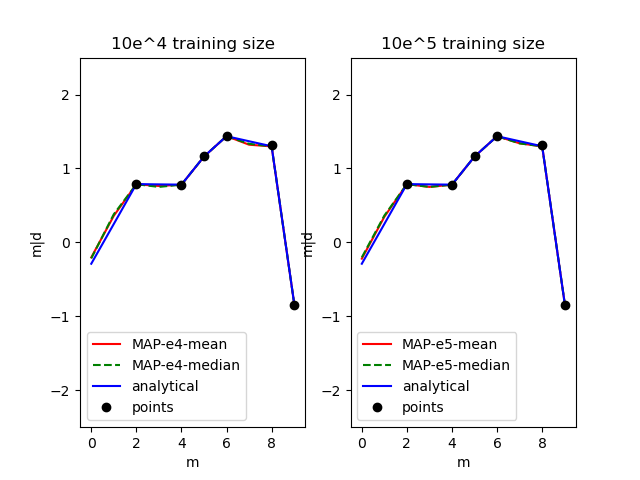 10e^4 training size
2
1
0
−1
−2
m|d
MAP-e4-mean
MAP-e4-median
analytical
points
0 2 4 6 8
m
10e^5 training size
2
1
0
−1
−2
m|d
MAP-e5-mean
MAP-e5-median
analytical
points
0 2 4 6 8
m